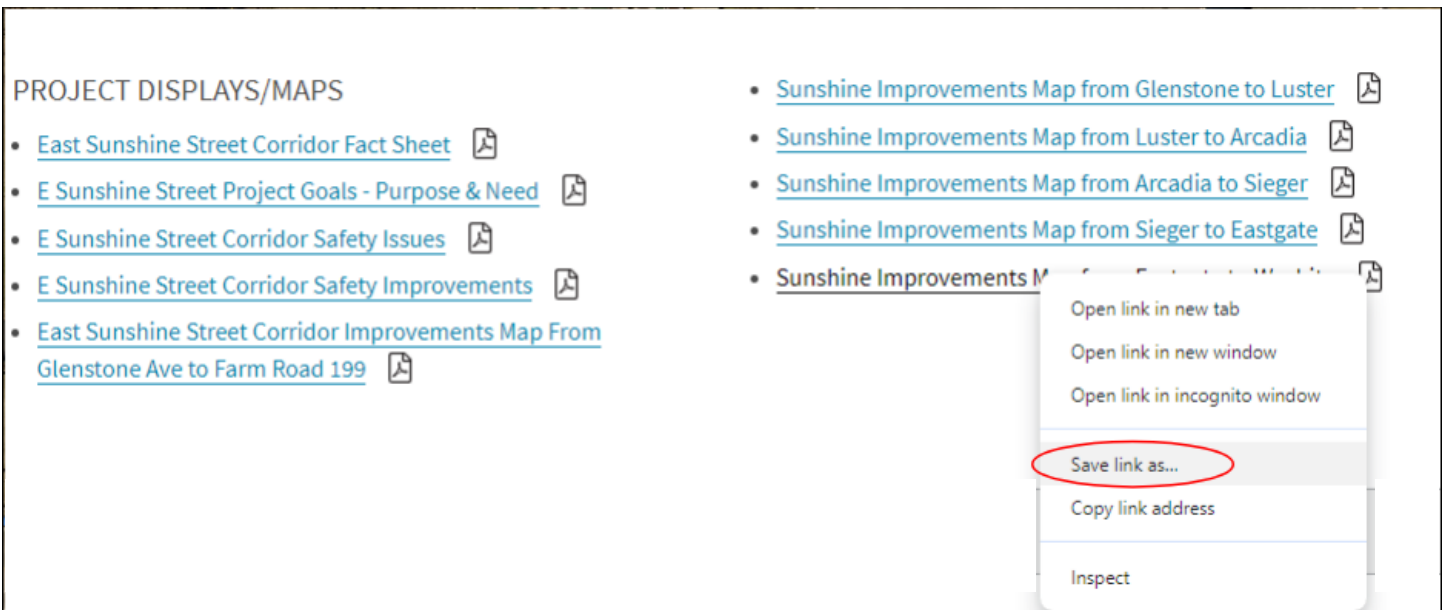 PROJECT DISPLAYS/MAPS
East Sunshine Street Corridor Fact Sheet
E Sunshine Street Project Goals - Purpose & Need
E Sunshine Street Corridor Safety Issues
E Sunshine Street Corridor Safety Improvements
East Sunshine Street Corridor Improvements Map From
Glenstone Ave to Farm Road 199
Sunshine Improvements Map from Glenstone to Luster
Sunshine Improvements Map from Luster to Arcadia
Sunshine Improvements Map from Arcadia to Sieger
Sunshine Improvements Map from Sieger to Eastgate
Sunshine Improvements
Open link in new tab
Open link in new window
Open link in incognito window
Save link as...
Copy link address
Inspect